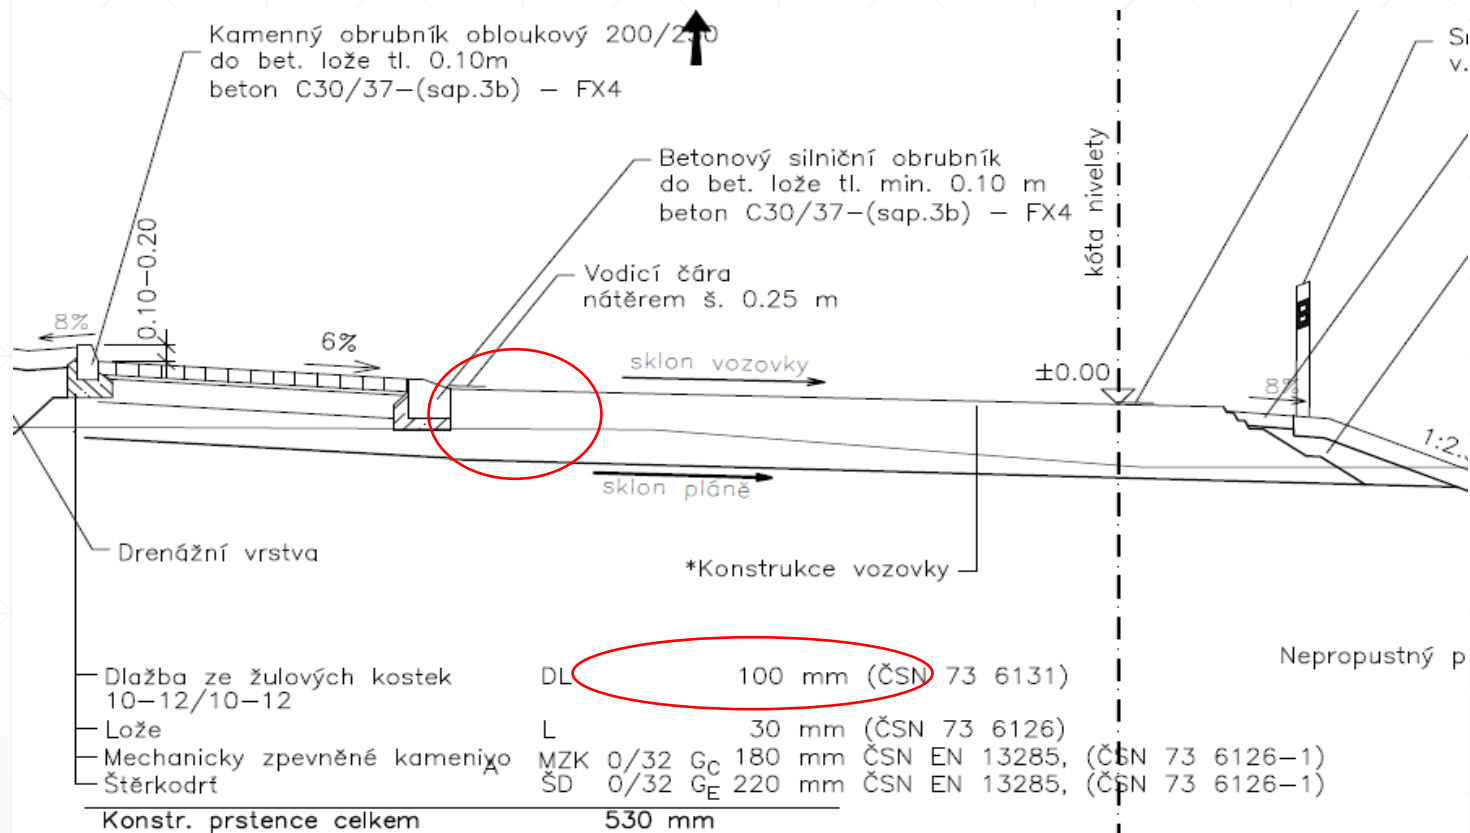 Kamenný obrubník obloukový 200/250
do bet. lože tl. 0.10m
beton C30/37-(sap.3b) - FX4
Betonový silniční obrubník
do bet. lože tl. min. 0.10 m
beton C30/37-(sap.3b) - FX4
kóta nivelety
0.10-0.20
Vodicí čára
nátěrem š. 0.25 m
8%
6%
sklon vozovky
±0.00
8%
1:2.
sklon pláně
Drenážní vrstva
*Konstrukce vozovky
Nepropustný p
Dlažba ze žulových kostek DL 100 mm (ČSN 73 6131)
10-12/10-12
Lože L 30 mm (ČSN 73 6126)
Mechanicky zpevněné kamenivo MZK 0/32 GC 180 mm ČSN EN 13285, (ČSN 73 6126-1)
A
Štěrkodrť ŠD 0/32 GE 220 mm ČSN EN 13285, (ČSN 73 6126-1)
Konstr. prstence celkem 530 mm